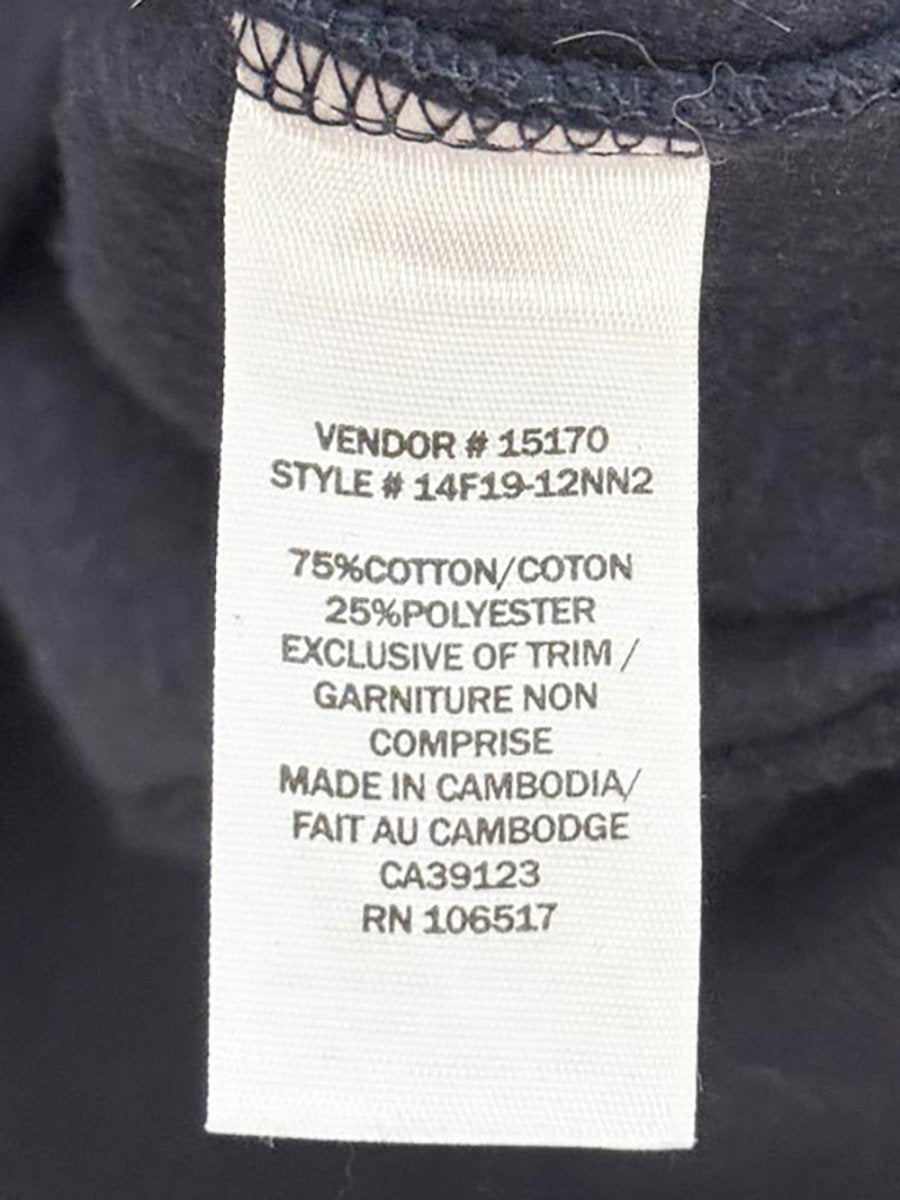 VENDOR # 15170
STYLE # 14F19-12NN2
75%COTTON/COTON
25%POLYESTER
EXCLUSIVE OF TRIM /
GARNITURE NON
COMPRISE
MADE IN CAMBODIA/
FAIT AU CAMBODGE
CA39123
RN 106517